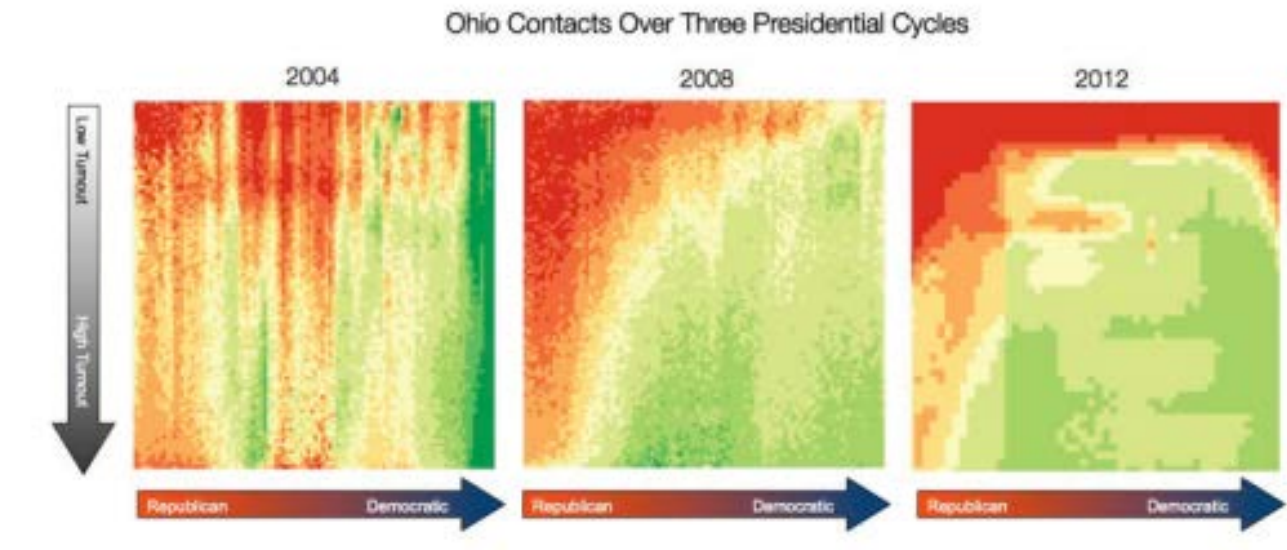 Ohio Contacts Over Three Presidential Cycles
2004
2008
2012
Low Turnout
High Turnout
Republican
Democratic
Republican
Democratic
Republican
Democratic